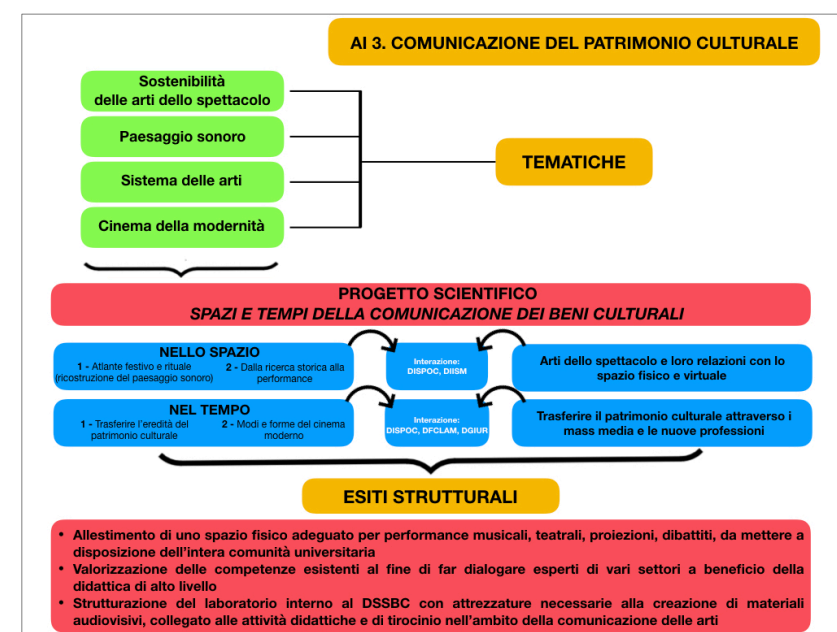 AI 3. COMUNICAZIONE DEL PATRIMONIO CULTURALE
Sostenibilità
delle arti dello spettacolo
Paesaggio sonoro
Sistema delle arti
Cinema della modernità
TEMATICHE
PROGETTO SCIENTIFICO
SPAZI E TEMPI DELLA COMUNICAZIONE DEI BENI CULTURALI
NELLO SPAZIO
1 - Atlante festivo e rituale
(ricostruzione del paesaggio sonoro)
2 - Dalla ricerca storica alla
performance
Interazione:
DISPOC, DIISM
Arti dello spettacolo e loro relazioni con lo
spazio fisico e virtuale
NEL TEMPO
1 - Trasferire l'eredità del
patrimonio culturale
2 - Modi e forme del cinema
moderno
Interazione:
DISPOC, DFCLAM, DGIUR
Trasferire il patrimonio culturale attraverso i
mass media e le nuove professioni
ESITI STRUTTURALI
• Allestimento di uno spazio fisico adeguato per performance musicali, teatrali, proiezioni, dibattiti, da mettere a
disposizione dell'intera comunità universitaria
• Valorizzazione delle competenze esistenti al fine di far dialogare esperti di vari settori a beneficio della
didattica di alto livello
• Strutturazione del laboratorio interno al DSSBC con attrezzature necessarie alla creazione di materiali
audiovisivi, collegato alle attività didattiche e di tirocinio nell'ambito della comunicazione delle arti